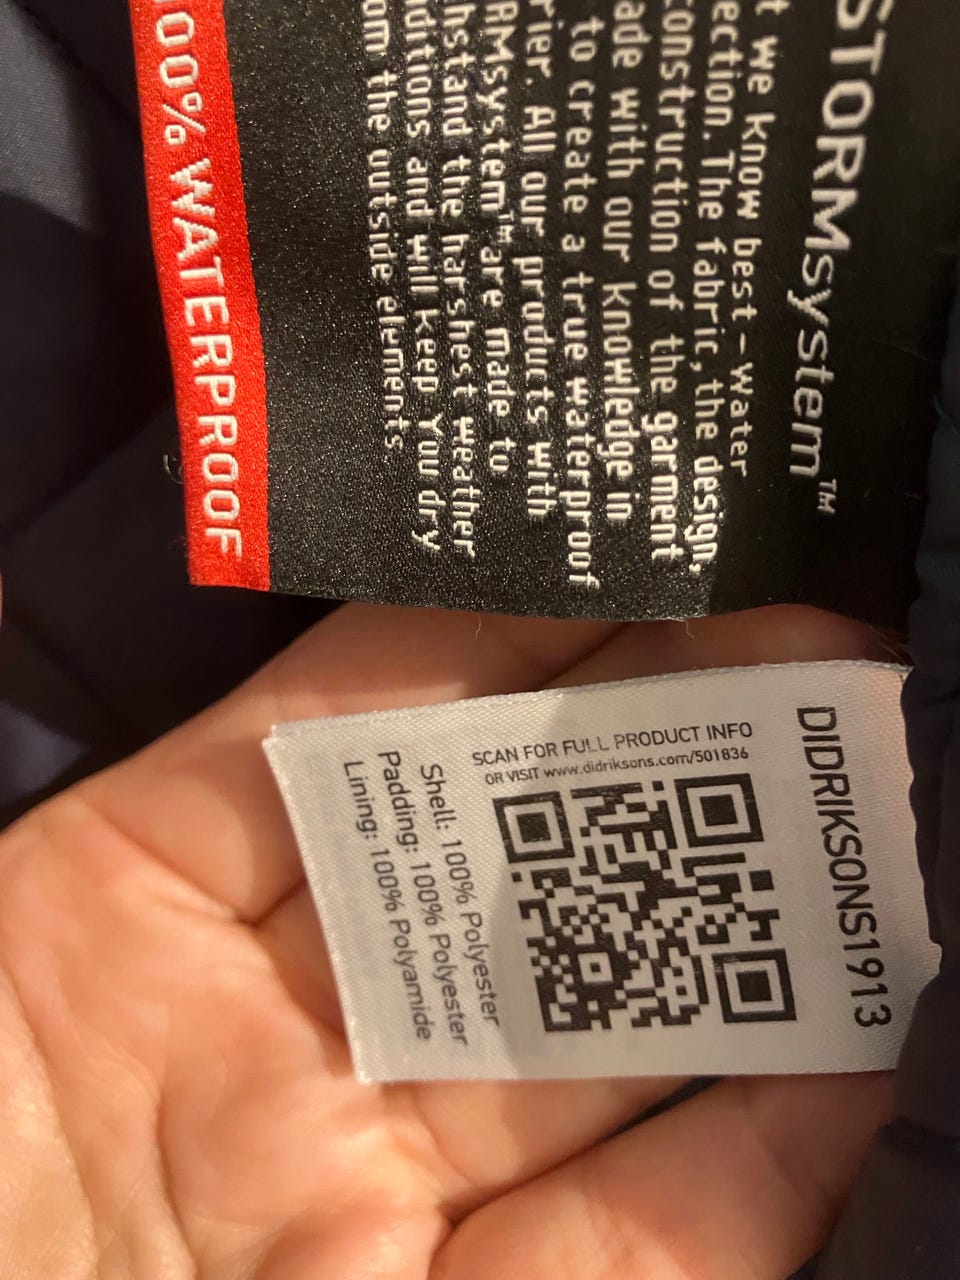 STORMsystem™
t we know best – water
ection. The fabric, the design,
construction of the garment
ade with our knowledge in
to create a true waterproof
rier. All our products with
RMsystem™ are made to
hstand the harshest weather
nditions and will keep you dry
om the outside elements.
100% WATERPROOF
DIDRIKSONS1913
SCAN FOR FULL PRODUCT INFO
OR VISIT www.didriksons.com/501836
Shell: 100% Polyester
Padding: 100% Polyester
Lining: 100% Polyamide